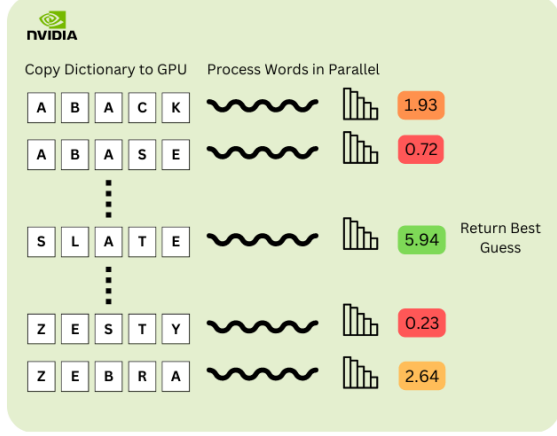 NVIDIA
Copy Dictionary to GPU Process Words in Parallel
A B A C K 1.93
A B A S E 0.72
S L A T E 5.94 Return Best
Guess
Z E S T Y 0.23
Z E B R A 2.64